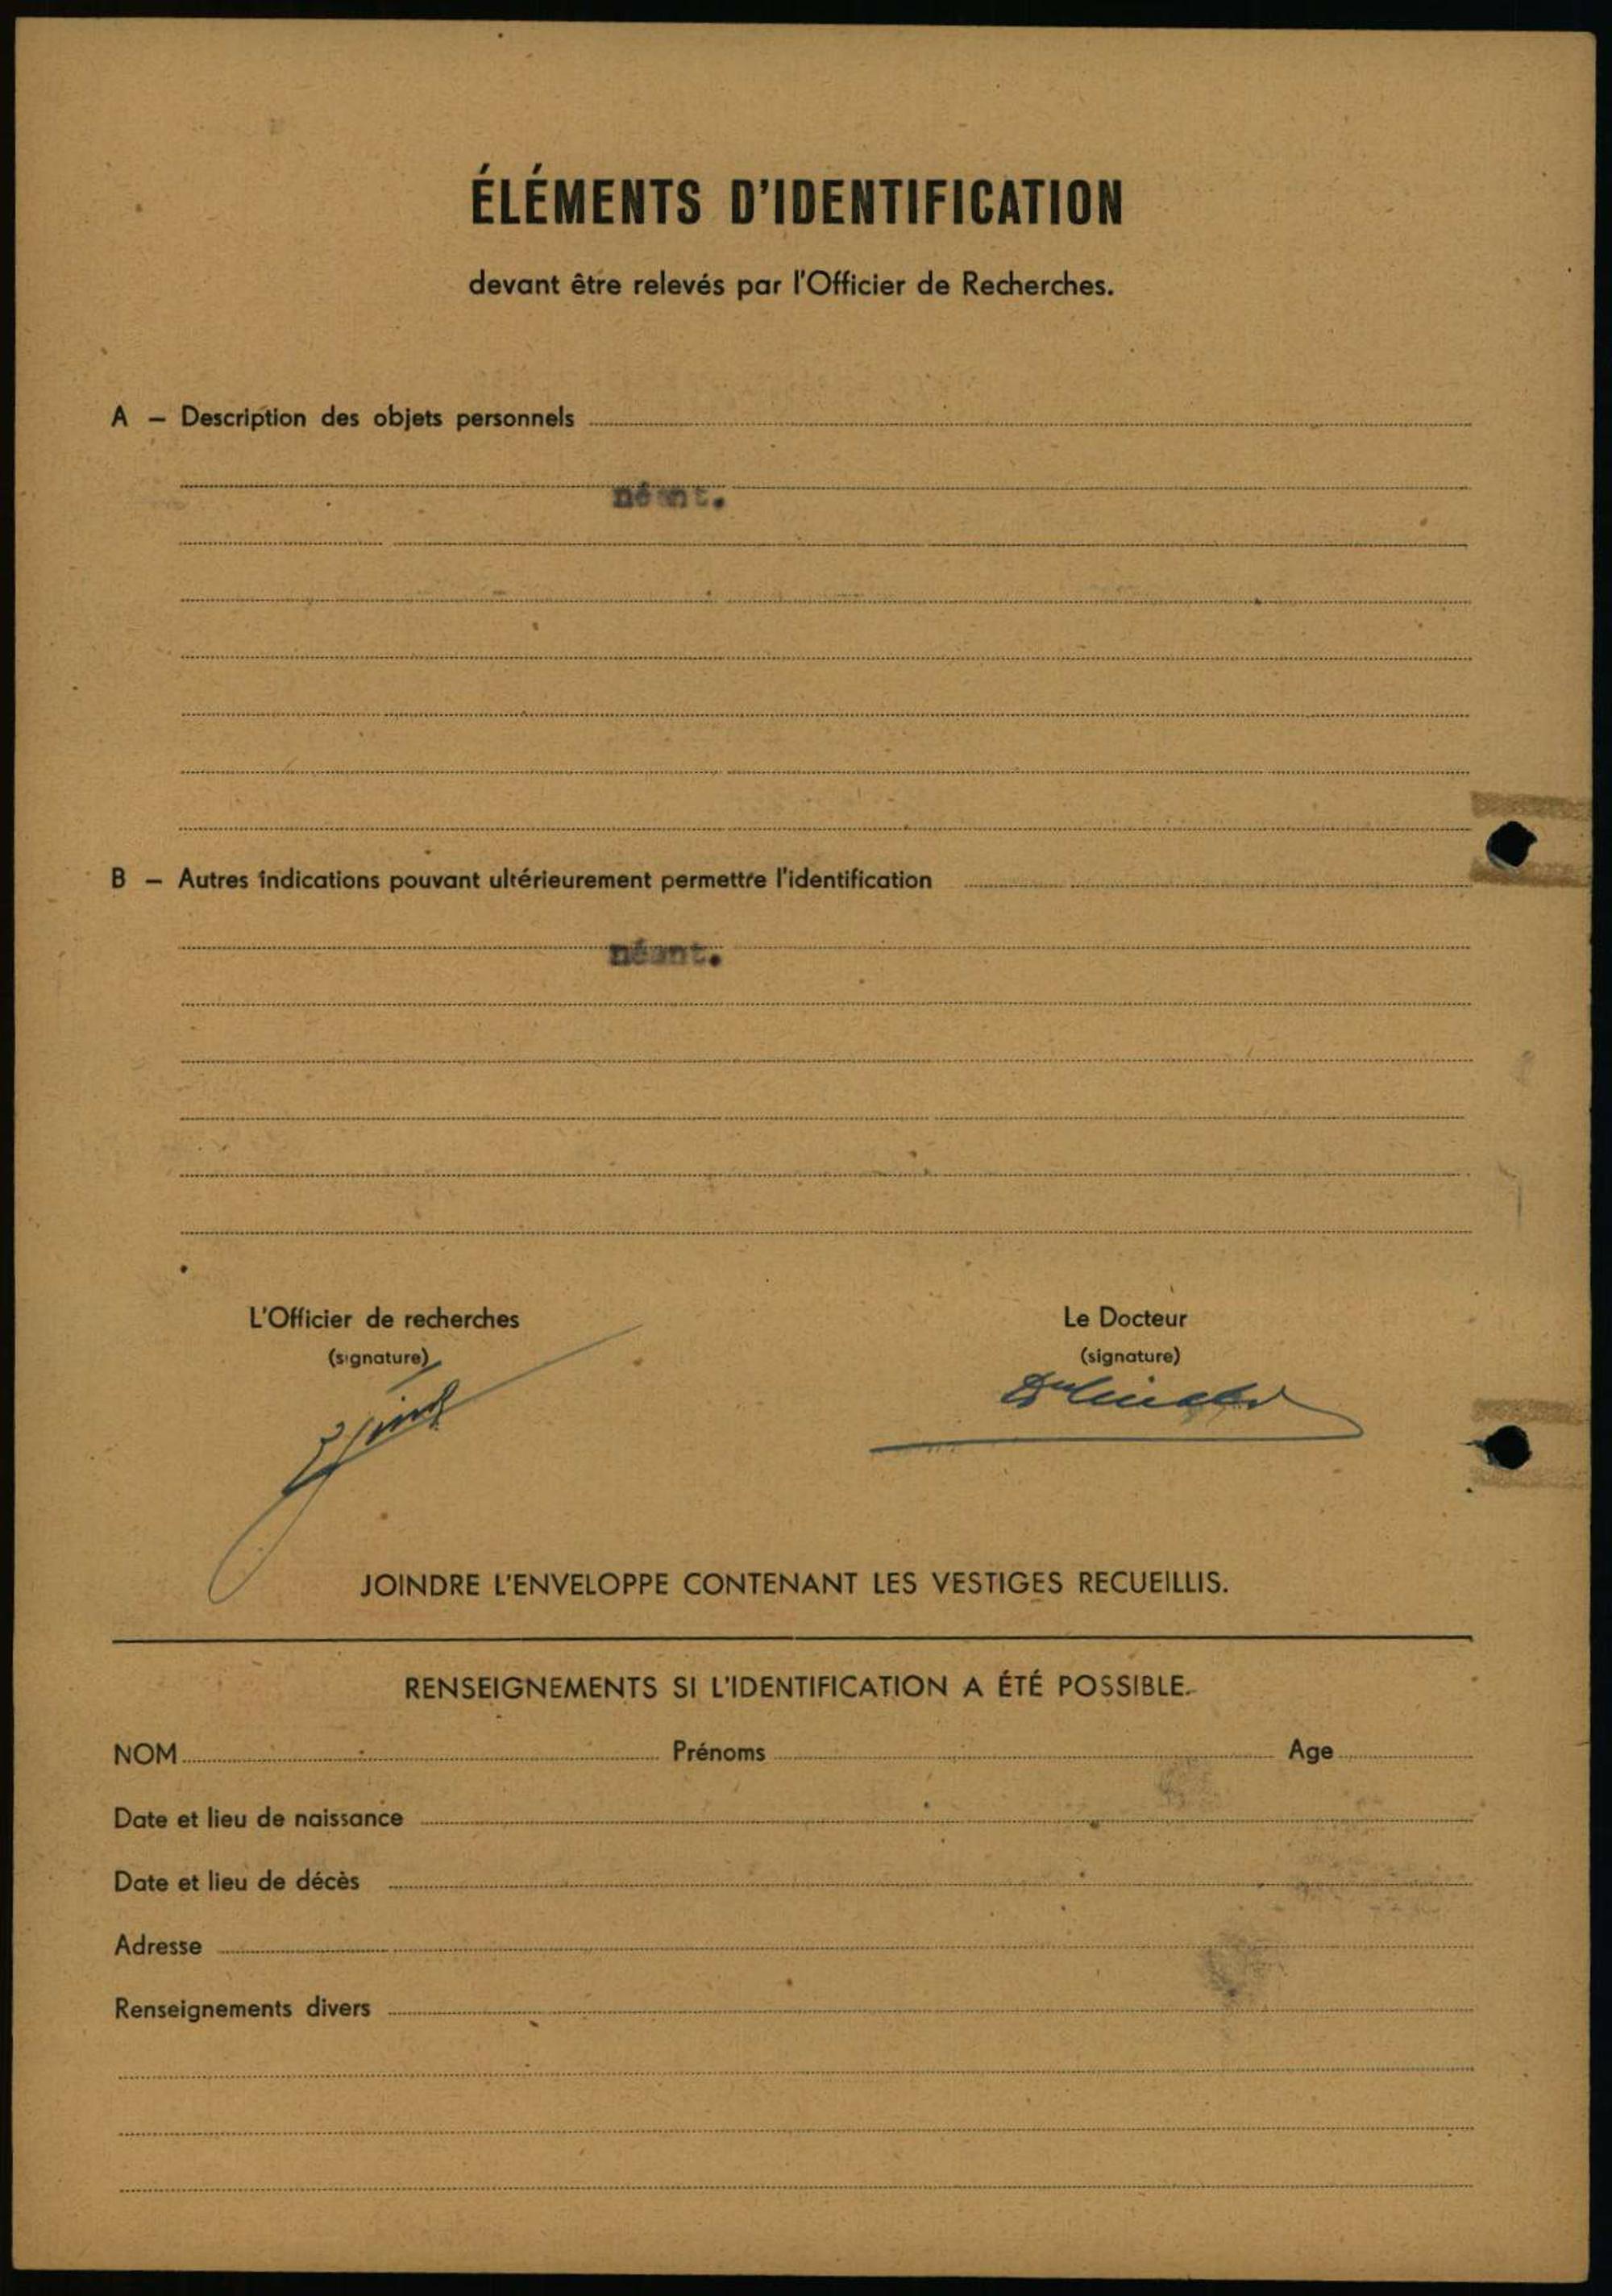 ÉLÉMENTS D'IDENTIFICATION
devant être relevés par l'Officier de Recherches.
A – Description des objets personnels
néant.
B – Autres indications pouvant ultérieurement permettre l'identification
néant.
L'Officier de recherches
(signature)
Le Docteur
(signature)
JOINDRE L'ENVELOPPE CONTENANT LES VESTIGES RECUEILLIS.
RENSEIGNEMENTS SI L'IDENTIFICATION A ÉTÉ POSSIBLE.
NOM Prénoms Age
Date et lieu de naissance
Date et lieu de décès
Adresse
Renseignements divers